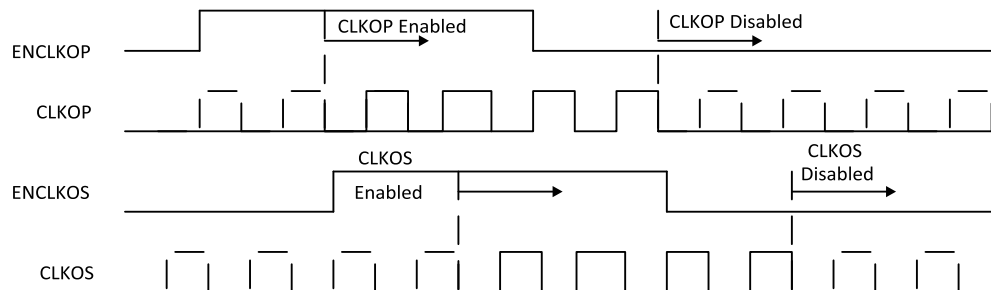 CLKOP Enabled
CLKOP Disabled
ENCLKOP
CLKOP
CLKOS
Enabled
CLKOS
Disabled
ENCLKOS
CLKOS